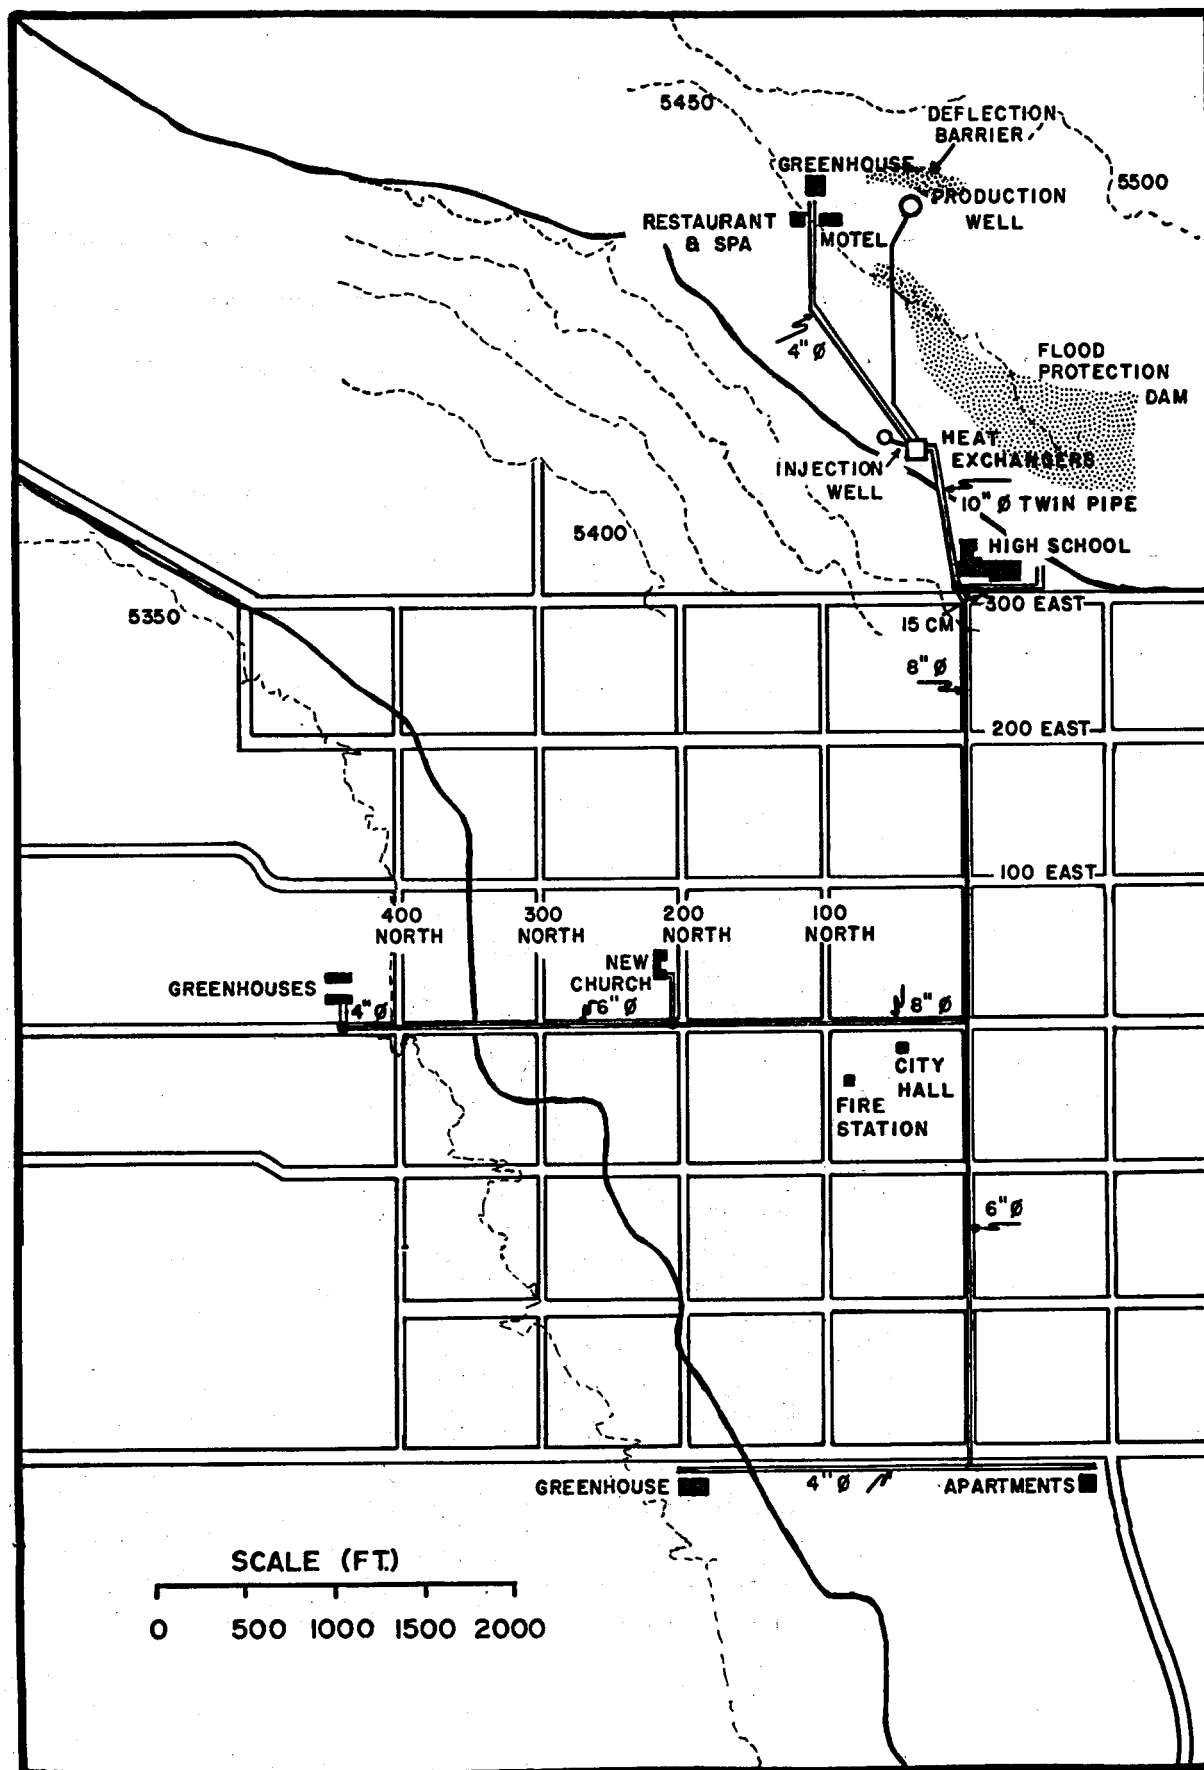 5450
DEFLECTION
BARRIER
GREENHOUSE
5500
PRODUCTION
WELL
RESTAURANT
& SPA
MOTEL
4" Ø
FLOOD
PROTECTION
DAM
HEAT
EXCHANGERS
INJECTION
WELL
10" Ø TWIN PIPE
5400
HIGH SCHOOL
300 EAST
5350
15 CM
8" Ø
200 EAST
100 EAST
400
NORTH
300
NORTH
200
NORTH
100
NORTH
NEW
CHURCH
GREENHOUSES
4" Ø
6" Ø
8" Ø
CITY
HALL
FIRE
STATION
6" Ø
GREENHOUSE
4" Ø
APARTMENTS
SCALE (FT.)
0 500 1000 1500 2000